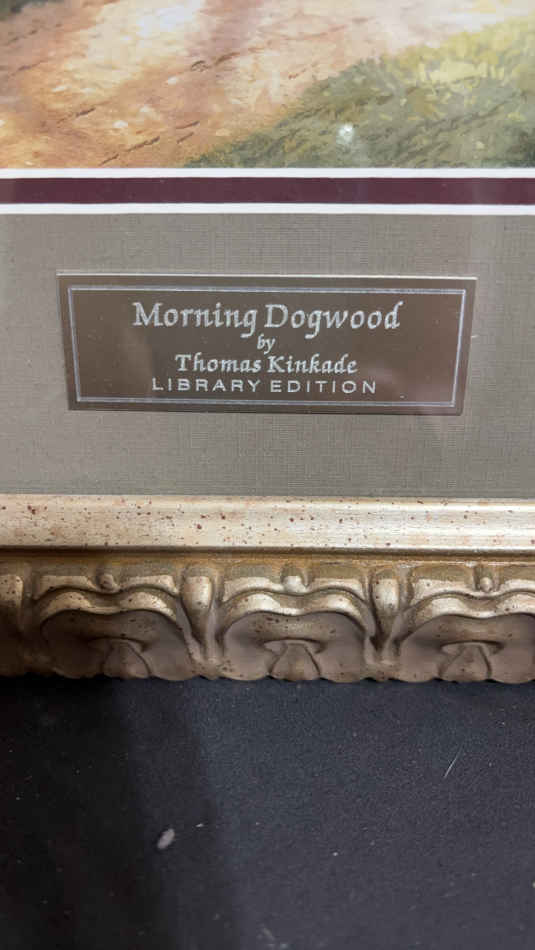 Morning Dogwood
by
Thomas Kinkade
LIBRARY EDITION